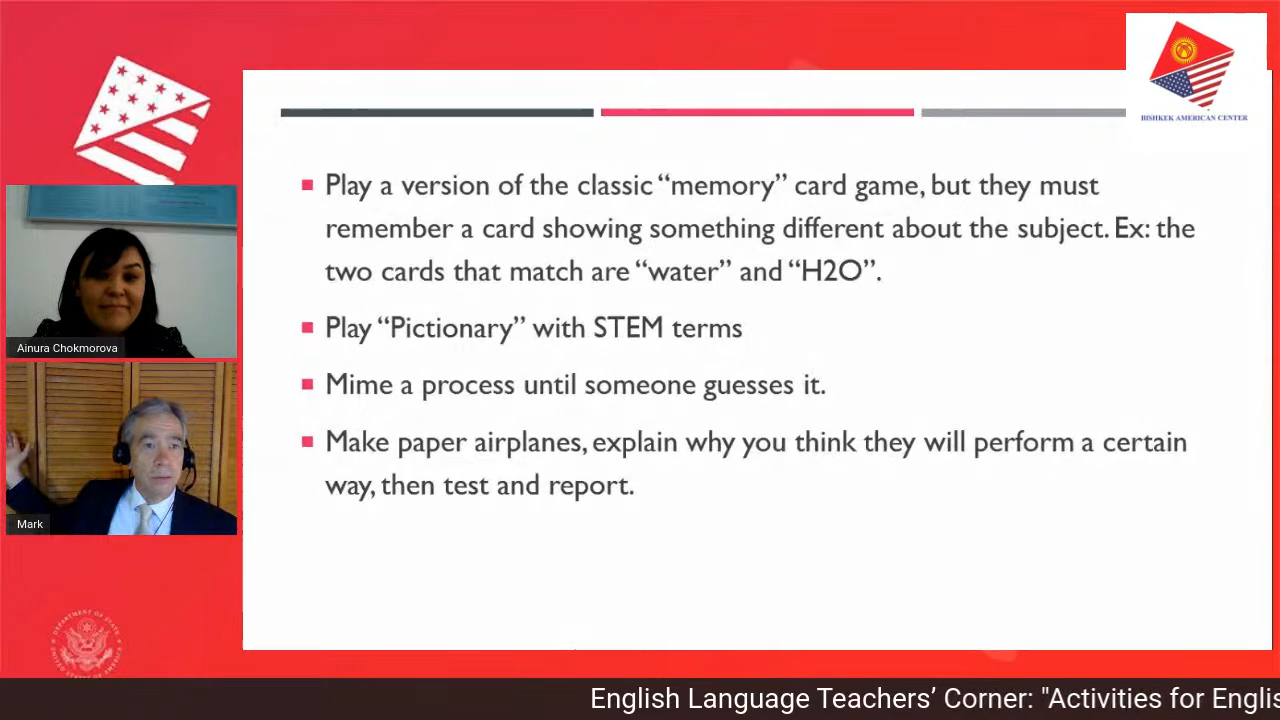 BISHKEK AMERICAN CENTER
Play a version of the classic “memory” card game, but they must
remember a card showing something different about the subject. Ex: the
two cards that match are “water” and “H2O”.
Play “Pictionary” with STEM terms
Mime a process until someone guesses it.
Make paper airplanes, explain why you think they will perform a certain
way, then test and report.
Ainura Chokmorova
Mark
English Language Teachers’ Corner: "Activities for Englis